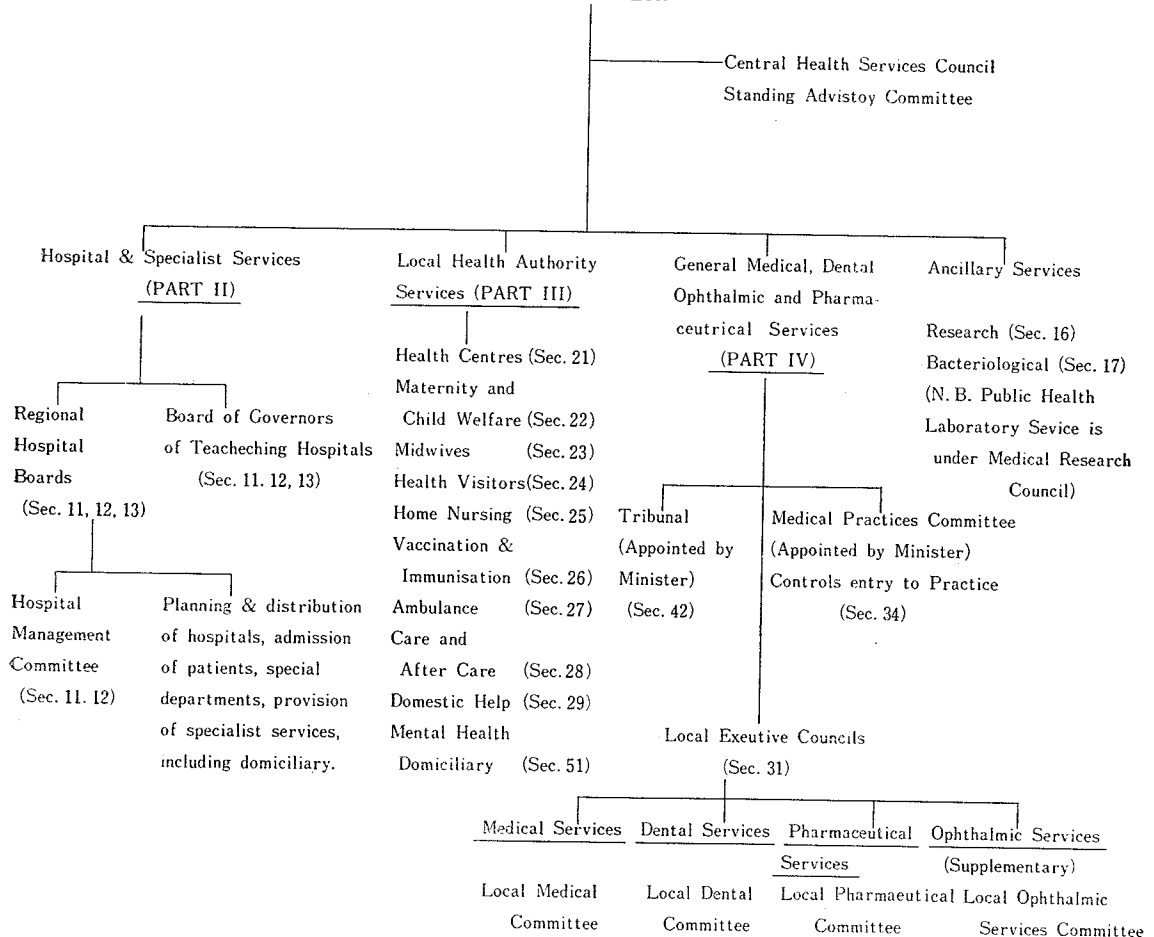 Central Health Services Council
Standing Advistoy Committee
Hospital & Specialist Services
(PART II)
Regional
Hospital
Boards
(Sec. 11, 12, 13)
Board of Governors
of Teacheching Hospitals
(Sec. 11. 12, 13)
Hospital
Management
Committee
(Sec. 11. 12)
Planning & distribution
of hospitals, admission
of patients, special
departments, provision
of specialist services,
including domiciliary.
Local Health Authority
Services (PART III)
Health Centres (Sec. 21)
Maternity and
Child Welfare (Sec. 22)
Midwives (Sec. 23)
Health Visitors (Sec. 24)
Home Nursing (Sec. 25)
Vaccination &
Immunisation (Sec. 26)
Ambulance (Sec. 27)
Care and
After Care (Sec. 28)
Domestic Help (Sec. 29)
Mental Health
Domiciliary (Sec. 51)
General Medical, Dental
Ophthalmic and Pharma-
ceutrical Services
(PART IV)
Tribunal
(Appointed by
Minister)
(Sec. 42)
Medical Practices Committee
(Appointed by Minister)
Controls entry to Practice
(Sec. 34)
Local Exeutive Councils
(Sec. 31)
Medical Services
Local Medical
Committee
Dental Services
Local Dental
Committee
Pharmaceutical
Services
Local Pharmaeutical
Committee
Ophthalmic Services
(Supplementary)
Local Ophthalmic
Services Committee
Ancillary Services
Research (Sec. 16)
Bacteriological (Sec. 17)
(N. B. Public Health
Laboratory Sevice is
under Medical Research
Council)